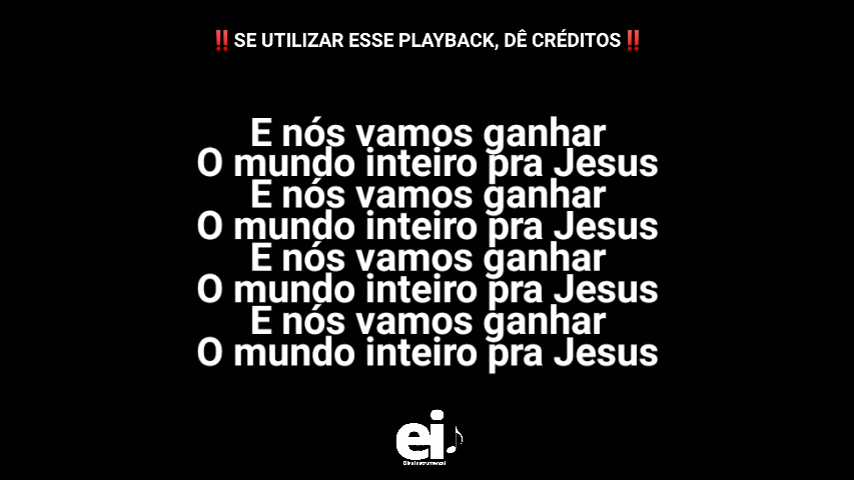 ‼️SE UTILIZAR ESSE PLAYBACK, DÊ CRÉDITOS‼️
E nós vamos ganhar
O mundo inteiro pra Jesus
E nós vamos ganhar
O mundo inteiro pra Jesus
E nós vamos ganhar
O mundo inteiro pra Jesus
E nós vamos ganhar
O mundo inteiro pra Jesus
ei